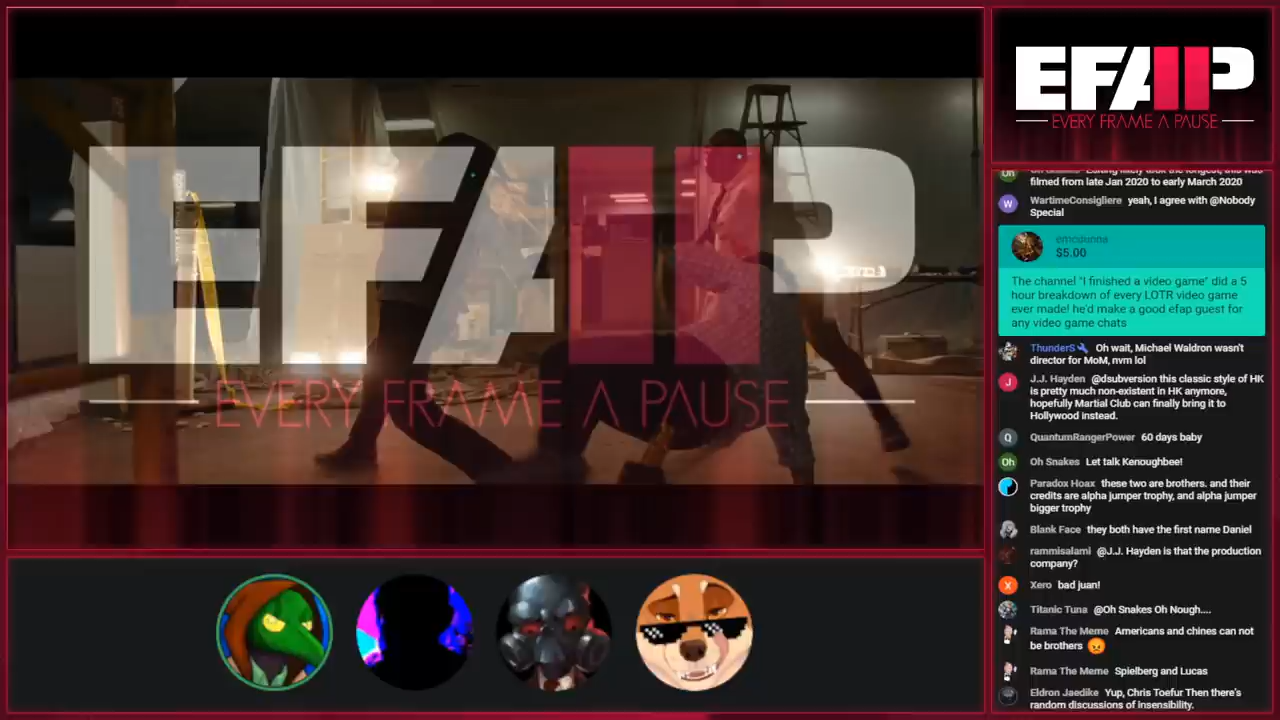 EFAP
EVERY FRAME A PAUSE
EFAP
EVERY FRAME A PAUSE
filmed from late Jan 2020 to early March 2020
WartimeConsigliere yeah, I agree with @Nobody
Special
emcdunna
$5.00
The channel "I finished a video game" did a 5
hour breakdown of every LOTR video game
ever made! he'd make a good efap guest for
any video game chats
ThunderS Oh wait, Michael Waldron wasn't
director for MoM, nvm lol
J.J. Hayden @dsubversion this classic style of HK
is pretty much non-existent in HK anymore,
hopefully Martial Club can finally bring it to
Hollywood instead.
QuantumRangerPower 60 days baby
Oh Snakes Let talk Kenoughbee!
Paradox Hoax these two are brothers. and their
credits are alpha jumper trophy, and alpha jumper
bigger trophy
Blank Face they both have the first name Daniel
rammisalami @J.J. Hayden is that the production
company?
Xero bad juan!
Titanic Tuna @Oh Snakes Oh Nough....
Rama The Meme Americans and chines can not
be brothers
Rama The Meme Spielberg and Lucas
Eldron Jaedike Yup, Chris Toefur Then there's
random discussions of Insensibility.